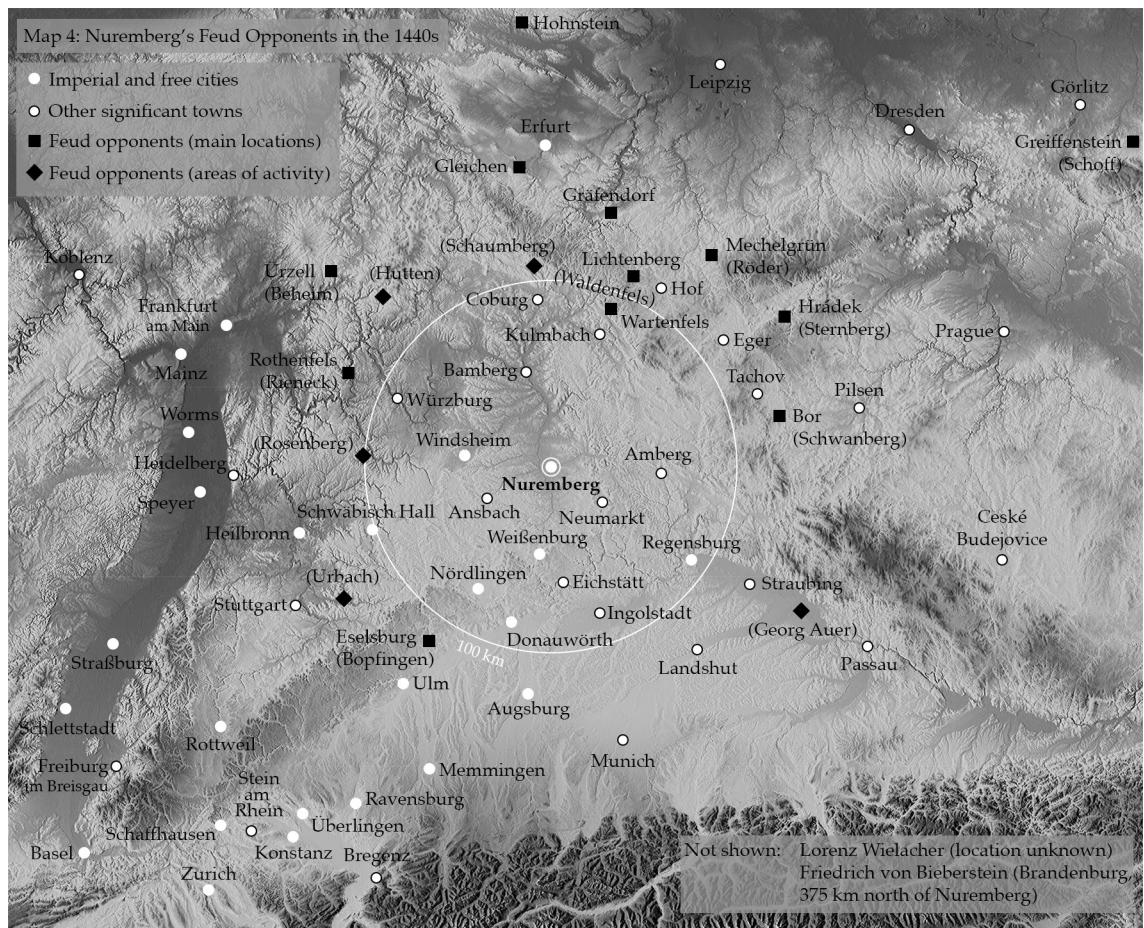 Map 4: Nuremberg's Feud Opponents in the 1440s
Imperial and free cities
Other significant towns
Feud opponents (main locations)
Feud opponents (areas of activity)
Hohnstein
Leipzig
Görlitz
Dresden
Greiffenstein
(Schoff)
Erfurt
Gleichen
Gräfendorf
Koblenz
Ürzell
(Beheim)
(Hutten)
(Schaumberg)
Lichtenberg
(Waldenfels)
Mechelgrün
(Röder)
Hof
Coburg
Wartenfels
Kulmbach
Hrádek
(Sternberg)
Frankfurt
am Main
Eger
Prague
Mainz
Rothenfels
(Rieneck)
Bamberg
Tachov
Pilsen
Würzburg
Worms
Bor
(Schwanberg)
(Rosenberg)
Windsheim
Heidelberg
Nuremberg
Amberg
Speyer
Ansbach
Neumarkt
Schwäbisch Hall
Heilbronn
Weißenburg
Regensburg
Ceské
Budejovice
(Urbach)
Nördlingen
Eichstätt
Straubing
Stuttgart
Ingolstadt
(Georg Auer)
Eselsburg
(Bopfingen)
Donauwörth
100 km
Landshut
Passau
Straßburg
Ulm
Augsburg
Schlettstadt
Rottweil
Munich
Freiburg
im Breisgau
Memmingen
Stein
am
Rhein
Ravensburg
Überlingen
Schaffhausen
Konstanz
Basel
Bregenz
Zurich
Not shown: Lorenz Wielacher (location unknown)
Friedrich von Bieberstein (Brandenburg,
375 km north of Nuremberg)